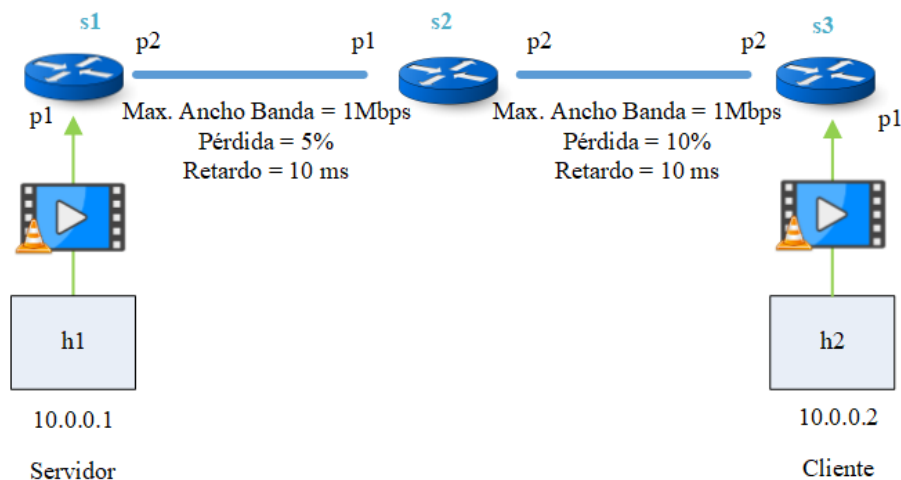 s1
s2
s3
p2
p1
p2
p2
p1
Max. Ancho Banda = 1Mbps
Pérdida = 5%
Retardo = 10 ms
Max. Ancho Banda = 1Mbps
Pérdida = 10%
Retardo = 10 ms
p1
h1
h2
10.0.0.1
10.0.0.2
Servidor
Cliente